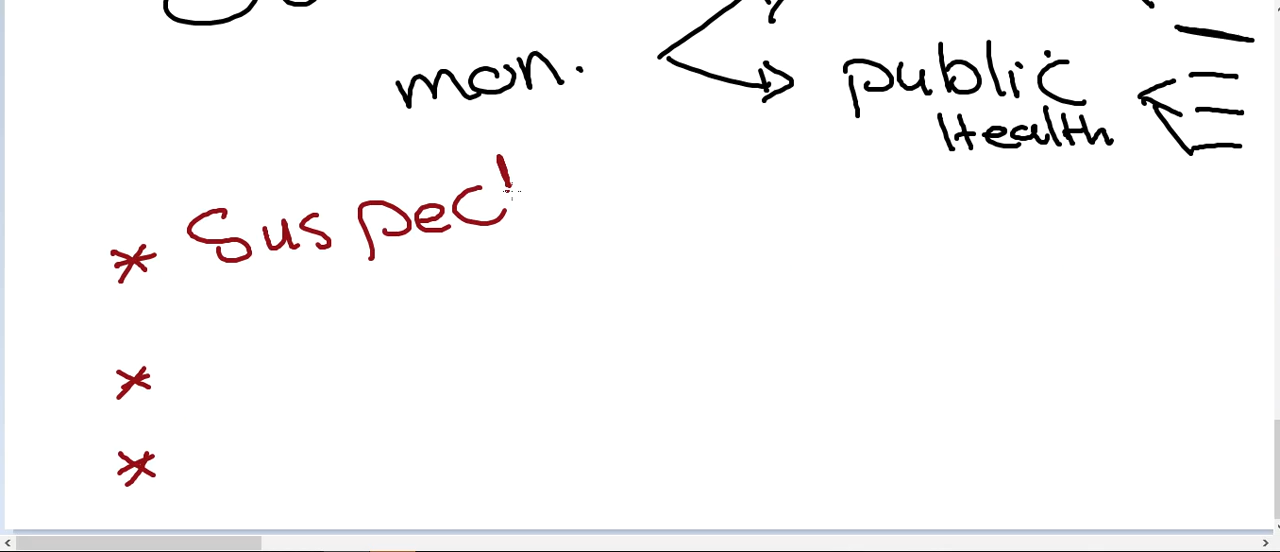 mon.
public
Health
* Suspec
*
*